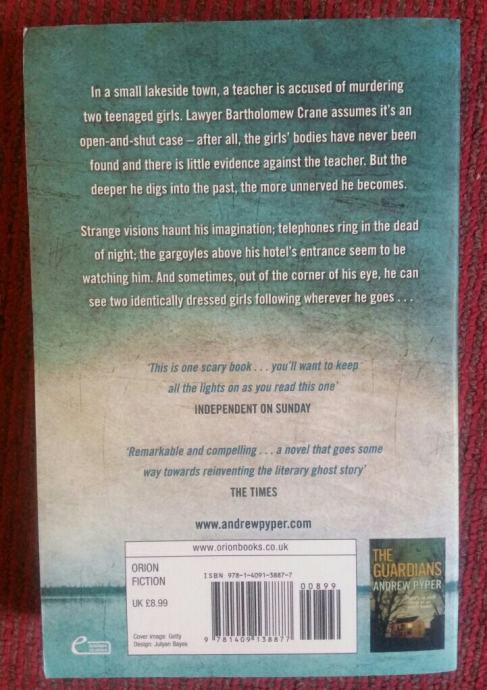 In a small lakeside town, a teacher is accused of murdering
two teenaged girls. Lawyer Bartholomew Crane assumes it's an
open-and-shut case – after all, the girls' bodies have never been
found and there is little evidence against the teacher. But the
deeper he digs into the past, the more unnerved he becomes.
Strange visions haunt his imagination; telephones ring in the dead
of night; the gargoyles above his hotel's entrance seem to be
watching him. And sometimes, out of the corner of his eye, he can
see two identically dressed girls following wherever he goes . . .
'This is one scary book . . . you'll want to keep
all the lights on as you read this one'
INDEPENDENT ON SUNDAY
'Remarkable and compelling . . . a novel that goes some
way towards reinventing the literary ghost story'
THE TIMES
www.andrewpyper.com
www.orionbooks.co.uk
ORION
FICTION
UK £8.99
Cover image: Getty
Design: Julyan Bayes
ISBN 978-1-4091-3887-7
00899
9 781409 138877
e
THE
GUARDIANS
ANDREW PYPER